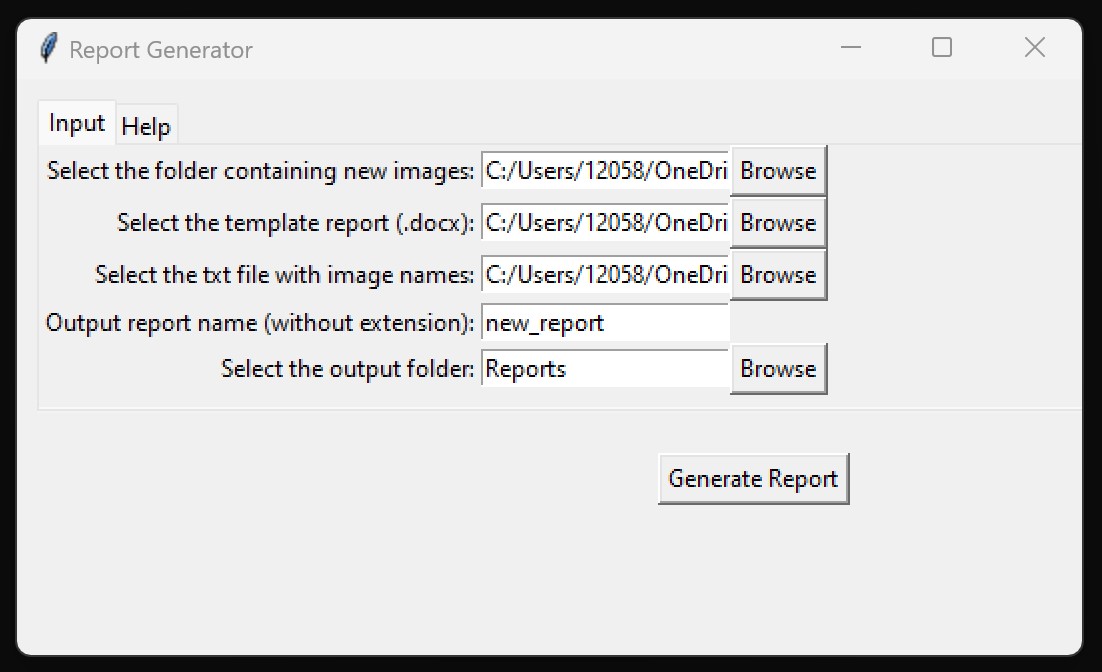 Report Generator
Input Help
Select the folder containing new images: C:/Users/12058/OneDri Browse
Select the template report (.docx): C:/Users/12058/OneDri Browse
Select the txt file with image names: C:/Users/12058/OneDri Browse
Output report name (without extension): new_report
Select the output folder: Reports Browse
Generate Report